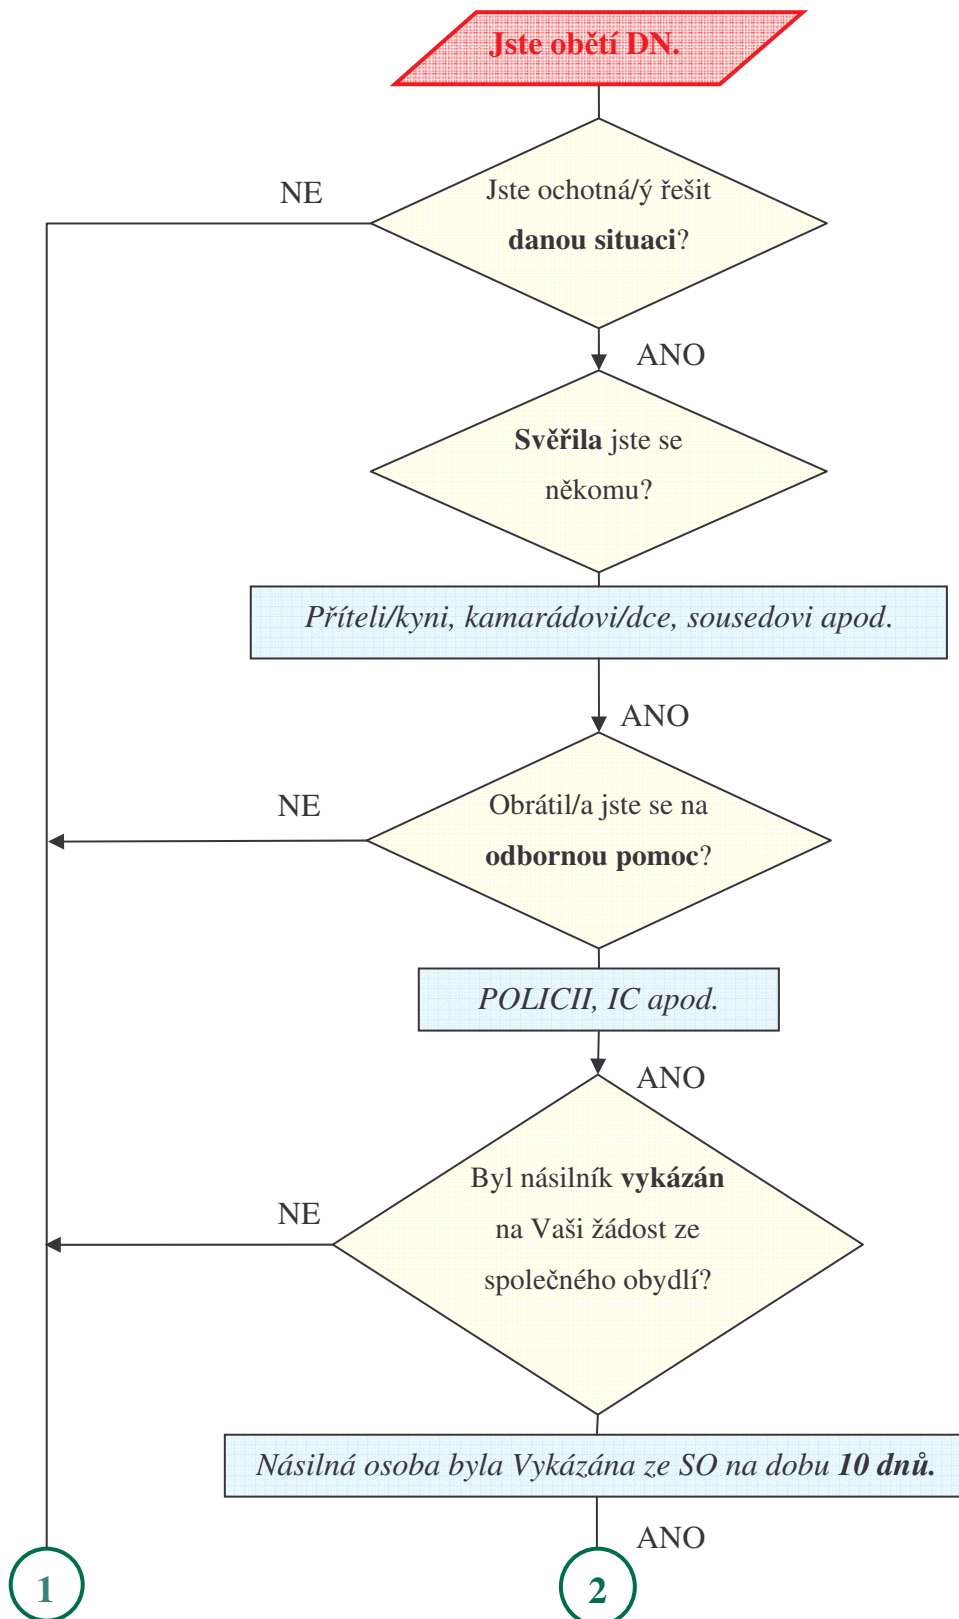 Jste obětí DN.
NE
Jste ochotná/ý řešit
danou situaci?
ANO
Svěřila jste se
někomu?
Příteli/kyni, kamarádovi/dce, sousedovi apod.
ANO
NE
Obrátil/a jste se na
odbornou pomoc?
POLICII, IC apod.
ANO
Byl násilník vykázán
NE
na Vaši žádost ze
společného obydlí?
Násilná osoba byla Vykázána ze SO na dobu 10 dnů.
ANO
1
2